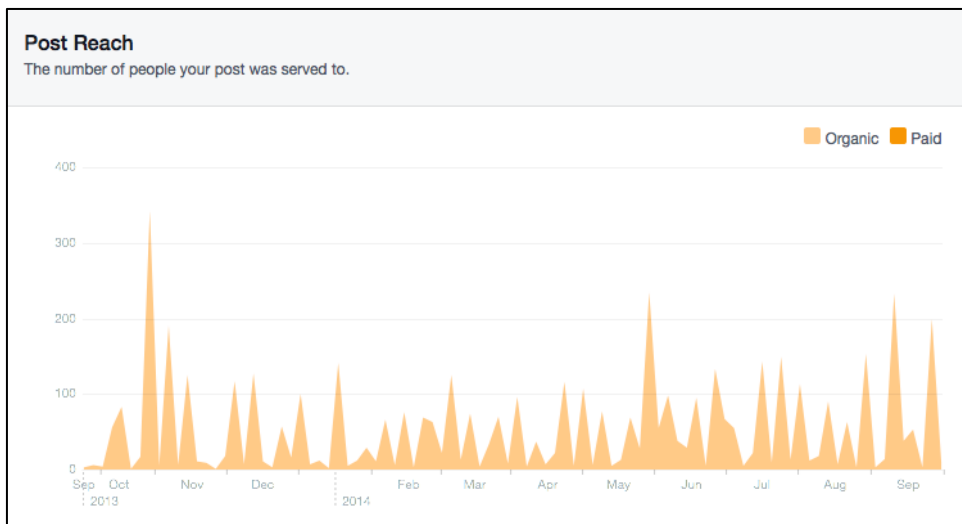 Post Reach
The number of people your post was served to.
Organic Paid
400
300
200
100
0
Sep Oct Nov Dec Feb Mar Apr May Jun Jul Aug Sep
2013 2014